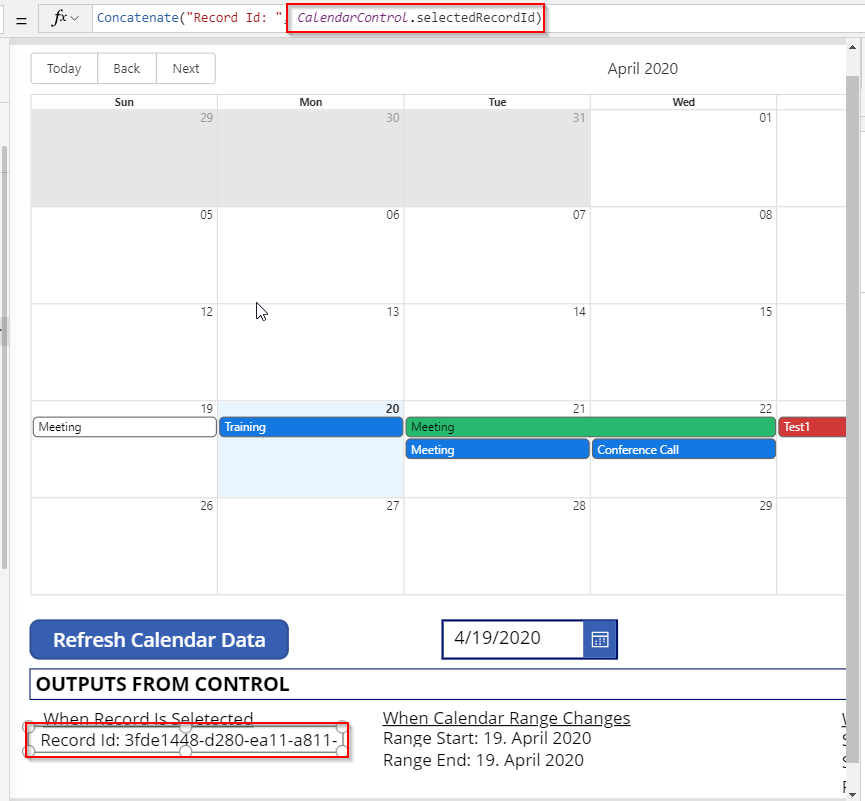 = fx Concatenate("Record Id: ", CalendarControl.selectedRecordId)
Today Back Next April 2020
Sun Mon Tue Wed
29 30 31 01
05 06 07 08
12 13 14 15
19 20 21 22
Meeting Training Meeting Test1
Meeting Conference Call
26 27 28 29
Refresh Calendar Data 4/19/2020
OUTPUTS FROM CONTROL
When Record Is Seletected When Calendar Range Changes
Record Id: 3fde1448-d280-ea11-a811- Range Start: 19. April 2020
Range End: 19. April 2020